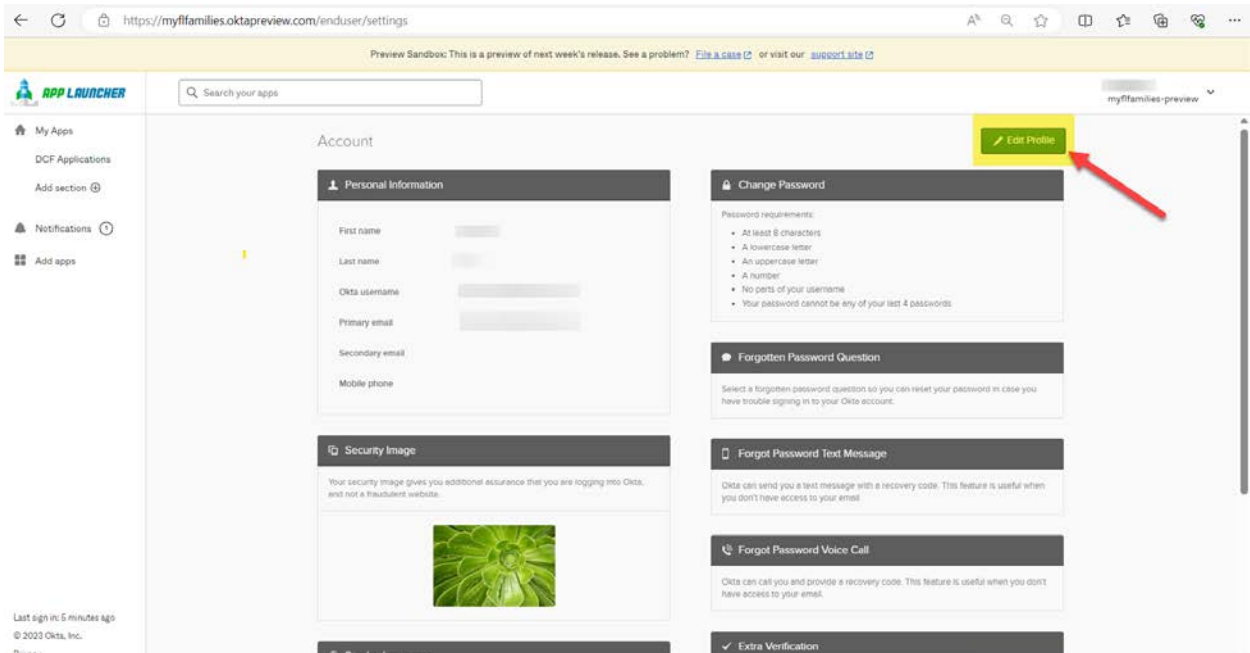 https://myflfamilies.oktapreview.com/enduser/settings
Preview Sandbox: This is a preview of next week's release. See a problem? File a case or visit our support site
APP LAUNCHER
Search your apps
myflfamilies-preview
My Apps
DCF Applications
Add section
Notifications 1
Add apps
Last sign in: 5 minutes ago
© 2023 Okta, Inc.
Account
Edit Profile
Personal Information
First name
Last name
Okta username
Primary email
Secondary email
Mobile phone
Security Image
Your security image gives you additional assurance that you are logging into Okta,
and not a fraudulent website.
Change Password
Password requirements:
• At least 8 characters
• A lowercase letter
• An uppercase letter
• A number
• No parts of your username
• Your password cannot be any of your last 4 passwords
Forgotten Password Question
Select a forgotten password question so you can reset your password in case you
have trouble signing in to your Okta account.
Forgot Password Text Message
Okta can send you a text message with a recovery code. This feature is useful when
you don't have access to your email.
Forgot Password Voice Call
Okta can call you and provide a recovery code. This feature is useful when you don't
have access to your email.
Extra Verification